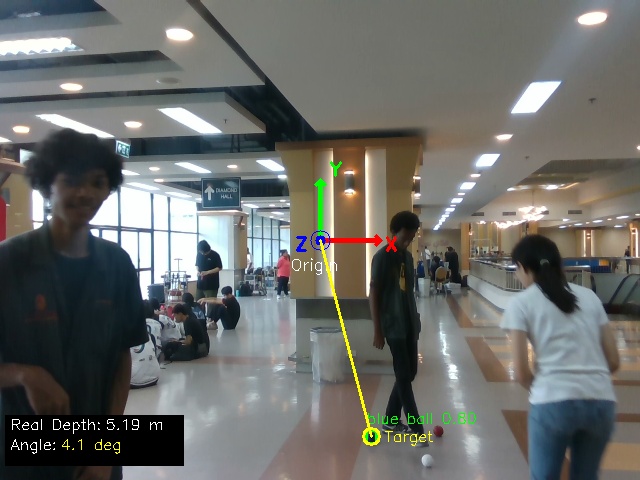 DIAMOND
HALL
Y
Z
X
Origin
blue ball 0.80
Target
Real Depth: 5.19 m
Angle: 4.1 deg